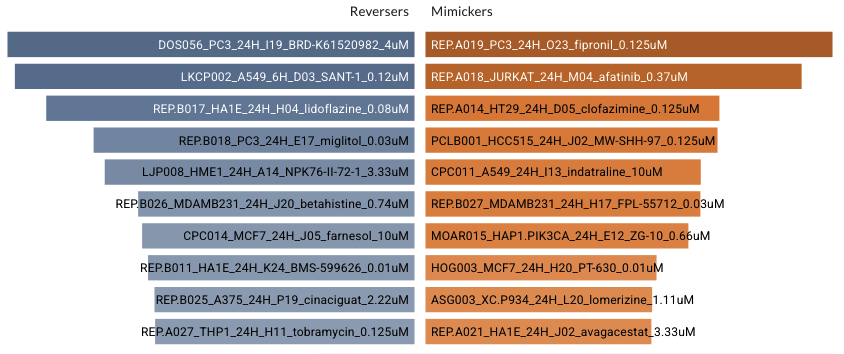 Reversers Mimickers
DOS056_PC3_24H_I19_BRD-K61520982_4uM REP.A019_PC3_24H_O23_fipronil_0.125uM
LKCP002_A549_6H_D03_SANT-1_0.12uM REP.A018_JURKAT_24H_M04_afatinib_0.37uM
REP.B017_HA1E_24H_H04_lidoflazine_0.08uM REP.A014_HT29_24H_D05_clofazimine_0.125uM
REP.B018_PC3_24H_E17_miglitol_0.03uM PCLB001_HCC515_24H_J02_MW-SHH-97_0.125uM
LJP008_HME1_24H_A14_NPK76-II-72-1_3.33uM CPC011_A549_24H_I13_indatraline_10uM
REP.B026_MDAMB231_24H_J20_betahistine_0.74uM REP.B027_MDAMB231_24H_H17_FPL-55712_0.03uM
CPC014_MCF7_24H_J05_farnesol_10uM MOAR015_HAP1.PIK3CA_24H_E12_ZG-10_0.66uM
REP.B011_HA1E_24H_K24_BMS-599626_0.01uM HOG003_MCF7_24H_H20_PT-630_0.01uM
REP.B025_A375_24H_P19_cinaciguat_2.22uM ASG003_XC.P934_24H_L20_lomerizine_1.11uM
REP.A027_THP1_24H_H11_tobramycin_0.125uM REP.A021_HA1E_24H_J02_avagacestat_3.33uM